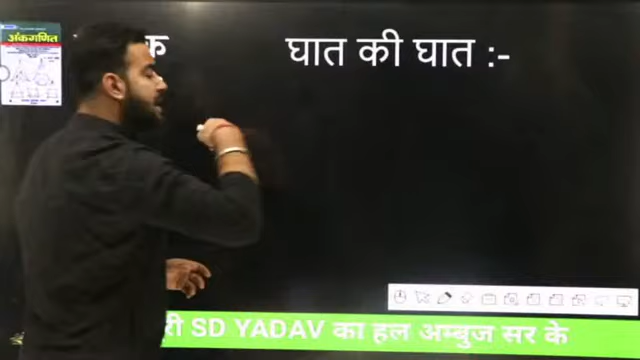 अंकगणित
क
घात की घात :-
री SD YADAV का हल अम्बुज सर के